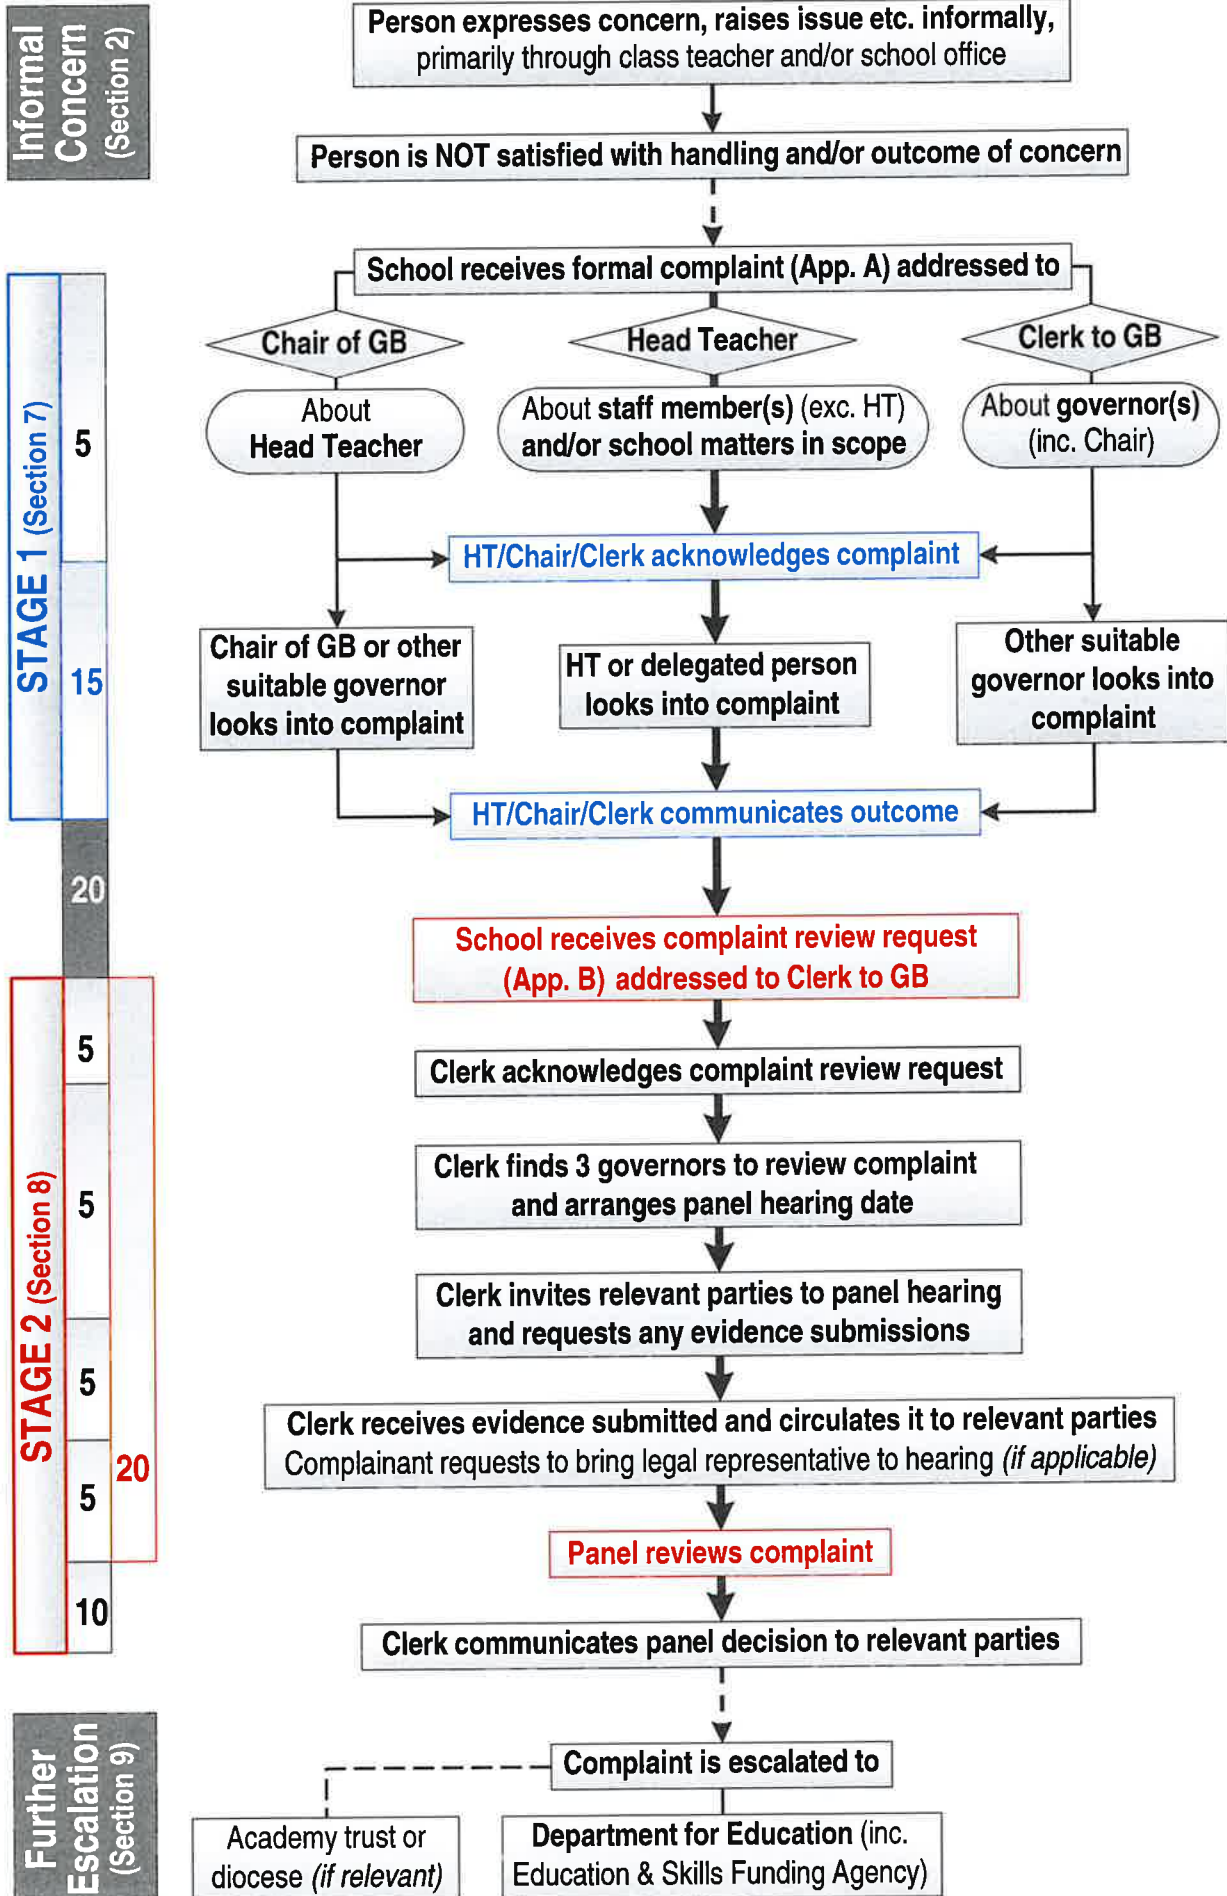 Informal
Concern
(Section 2)
Person expresses concern, raises issue etc. informally,
primarily through class teacher and/or school office
Person is NOT satisfied with handling and/or outcome of concern
STAGE 1 (Section 7)
5
15
School receives formal complaint (App. A) addressed to
Chair of GB
Head Teacher
Clerk to GB
About
Head Teacher
About staff member(s) (exc. HT)
and/or school matters in scope
About governor(s)
(inc. Chair)
HT/Chair/Clerk acknowledges complaint
Chair of GB or other
suitable governor
looks into complaint
HT or delegated person
looks into complaint
Other suitable
governor looks into
complaint
HT/Chair/Clerk communicates outcome
20
School receives complaint review request
(App. B) addressed to Clerk to GB
STAGE 2 (Section 8)
5
5
5
5
20
10
Clerk acknowledges complaint review request
Clerk finds 3 governors to review complaint
and arranges panel hearing date
Clerk invites relevant parties to panel hearing
and requests any evidence submissions
Clerk receives evidence submitted and circulates it to relevant parties
Complainant requests to bring legal representative to hearing (if applicable)
Panel reviews complaint
Clerk communicates panel decision to relevant parties
Further
Escalation
(Section 9)
Complaint is escalated to
Academy trust or
diocese (if relevant)
Department for Education (inc.
Education & Skills Funding Agency)